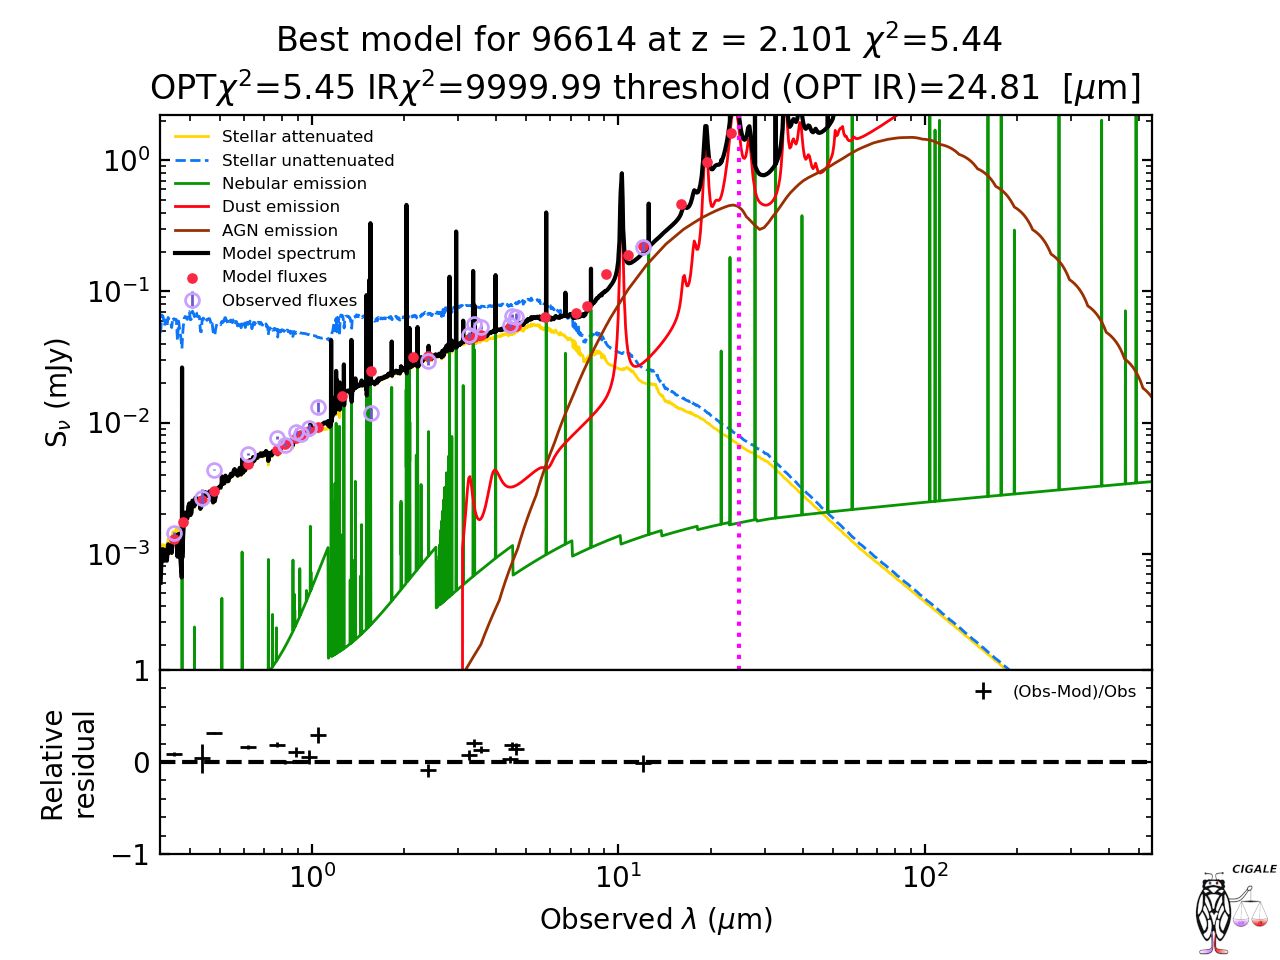 Best model for 96614 at z = 2.101 χ²=5.44
OPTχ²=5.45 IRχ²=9999.99 threshold (OPT IR)=24.81  [μm]
Stellar attenuated
Stellar unattenuated
Nebular emission
Dust emission
AGN emission
Model spectrum
Model fluxes
Observed fluxes
10⁰
10⁻¹
10⁻²
10⁻³
S_ν (mJy)
1
0
−1
Relative
residual
(Obs-Mod)/Obs
10⁰ 10¹ 10²
Observed λ (μm)
CIGALE